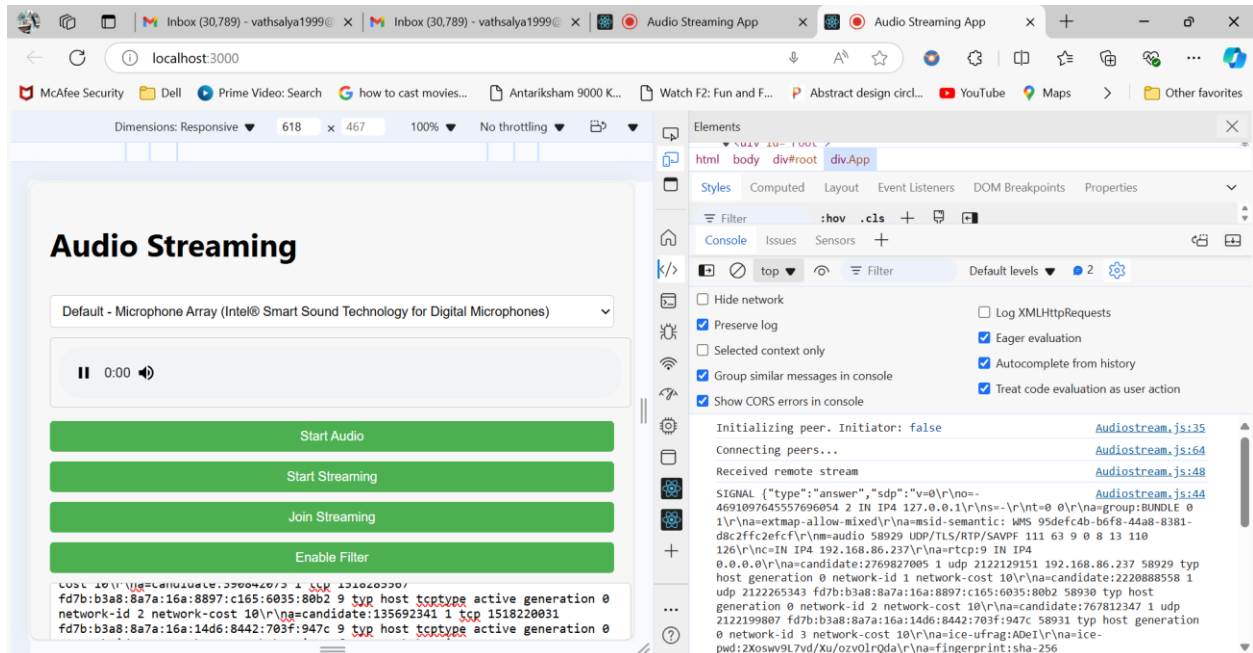 Inbox (30,789) - vathsalya1999@
Inbox (30,789) - vathsalya1999@
Audio Streaming App
Audio Streaming App
localhost:3000
McAfee Security
Dell
Prime Video: Search
how to cast movies...
Antariksham 9000 K...
Watch F2: Fun and F...
Abstract design circl...
YouTube
Maps
Other favorites
Dimensions: Responsive
618 x 467
100%
No throttling
Elements
<div id="root">
html body div#root div.App
Styles Computed Layout Event Listeners DOM Breakpoints Properties
Filter :hov .cls
Console Issues Sensors
top Filter Default levels 2
Hide network
Log XMLHttpRequests
Preserve log
Eager evaluation
Selected context only
Autocomplete from history
Group similar messages in console
Treat code evaluation as user action
Show CORS errors in console
Audio Streaming
Default - Microphone Array (Intel® Smart Sound Technology for Digital Microphones)
0:00
Start Audio
Start Streaming
Join Streaming
Enable Filter
cost 10\r\na=candidate:390842073 1 tcp 1518285567
fd7b:b3a8:8a7a:16a:8897:c165:6035:80b2 9 typ host tcptype active generation 0
network-id 2 network-cost 10\r\na=candidate:135692341 1 tcp 1518220031
fd7b:b3a8:8a7a:16a:14d6:8442:703f:947c 9 typ host tcptype active generation 0
Initializing peer. Initiator: false Audiostream.js:35
Connecting peers... Audiostream.js:64
Received remote stream Audiostream.js:48
SIGNAL {"type":"answer","sdp":"v=0\r\no=- Audiostream.js:44
4691097645557696054 2 IN IP4 127.0.0.1\r\ns=-\r\nt=0 0\r\na=group:BUNDLE 0
1\r\na=extmap-allow-mixed\r\na=msid-semantic: WMS 95defc4b-b6f8-44a8-8381-
d8c2ffc2efcf\r\nm=audio 58929 UDP/TLS/RTP/SAVPF 111 63 9 0 8 13 110
126\r\nc=IN IP4 192.168.86.237\r\na=rtcp:9 IN IP4
0.0.0.0\r\na=candidate:2769827005 1 udp 2122129151 192.168.86.237 58929 typ
host generation 0 network-id 1 network-cost 10\r\na=candidate:2220888558 1
udp 2122265343 fd7b:b3a8:8a7a:16a:8897:c165:6035:80b2 58930 typ host
generation 0 network-id 2 network-cost 10\r\na=candidate:767812347 1 udp
2122199807 fd7b:b3a8:8a7a:16a:14d6:8442:703f:947c 58931 typ host generation
0 network-id 3 network-cost 10\r\na=ice-ufrag:ADeI\r\na=ice-
pwd:2Xoswv9L7vd/Xu/ozvOlrQda\r\na=fingerprint:sha-256